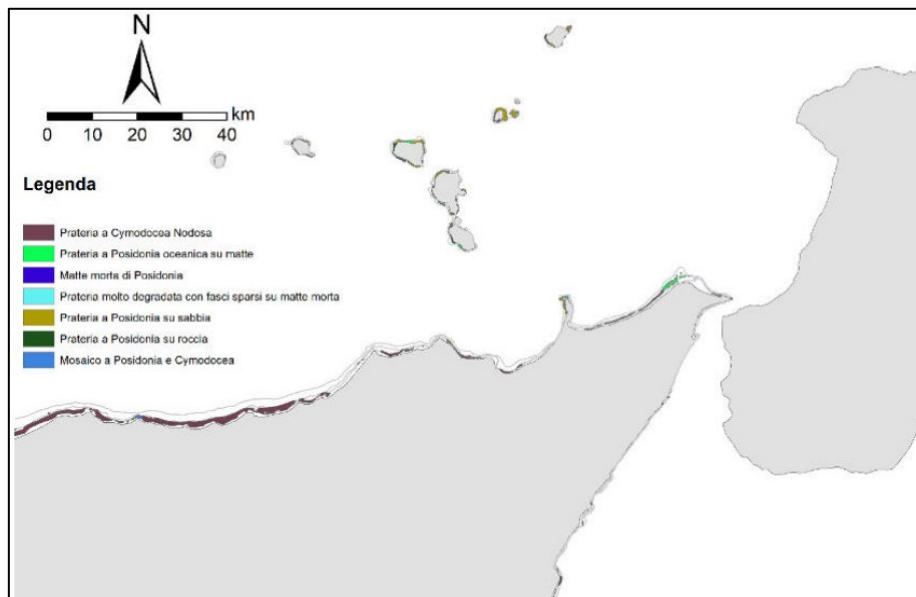 N
km
0 10 20 30 40
Legenda
Prateria a Cymodocea Nodosa
Prateria a Posidonia oceanica su matte
Matte morta di Posidonia
Prateria molto degradata con fasci sparsi su matte morta
Prateria a Posidonia su sabbia
Prateria a Posidonia su roccia
Mosaico a Posidonia e Cymodocea